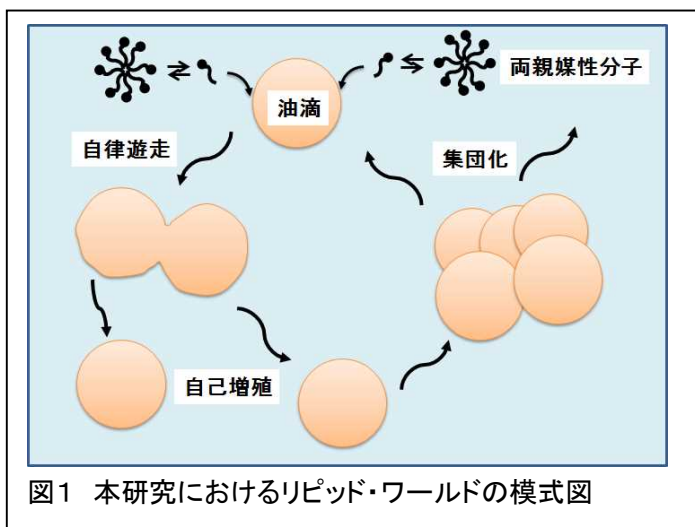 両親媒性分子
油滴
自律遊走
集団化
自己増殖
図1 本研究におけるリピッド・ワールドの模式図